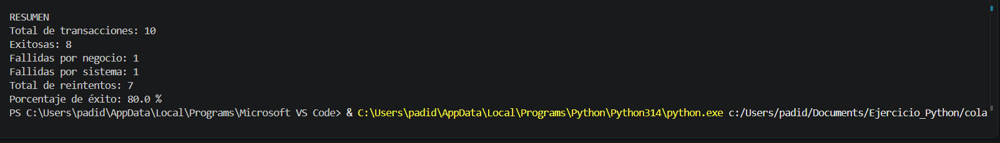 RESUMEN
Total de transacciones: 10
Exitosas: 8
Fallidas por negocio: 1
Fallidas por sistema: 1
Total de reintentos: 7
Porcentaje de éxito: 80.0 %
PS C:\Users\padid\AppData\Local\Programs\Microsoft VS Code> & C:\Users\padid\AppData\Local\Programs\Python\Python314\python.exe c:/Users/padid/Documents/Ejercicio_Python/cola